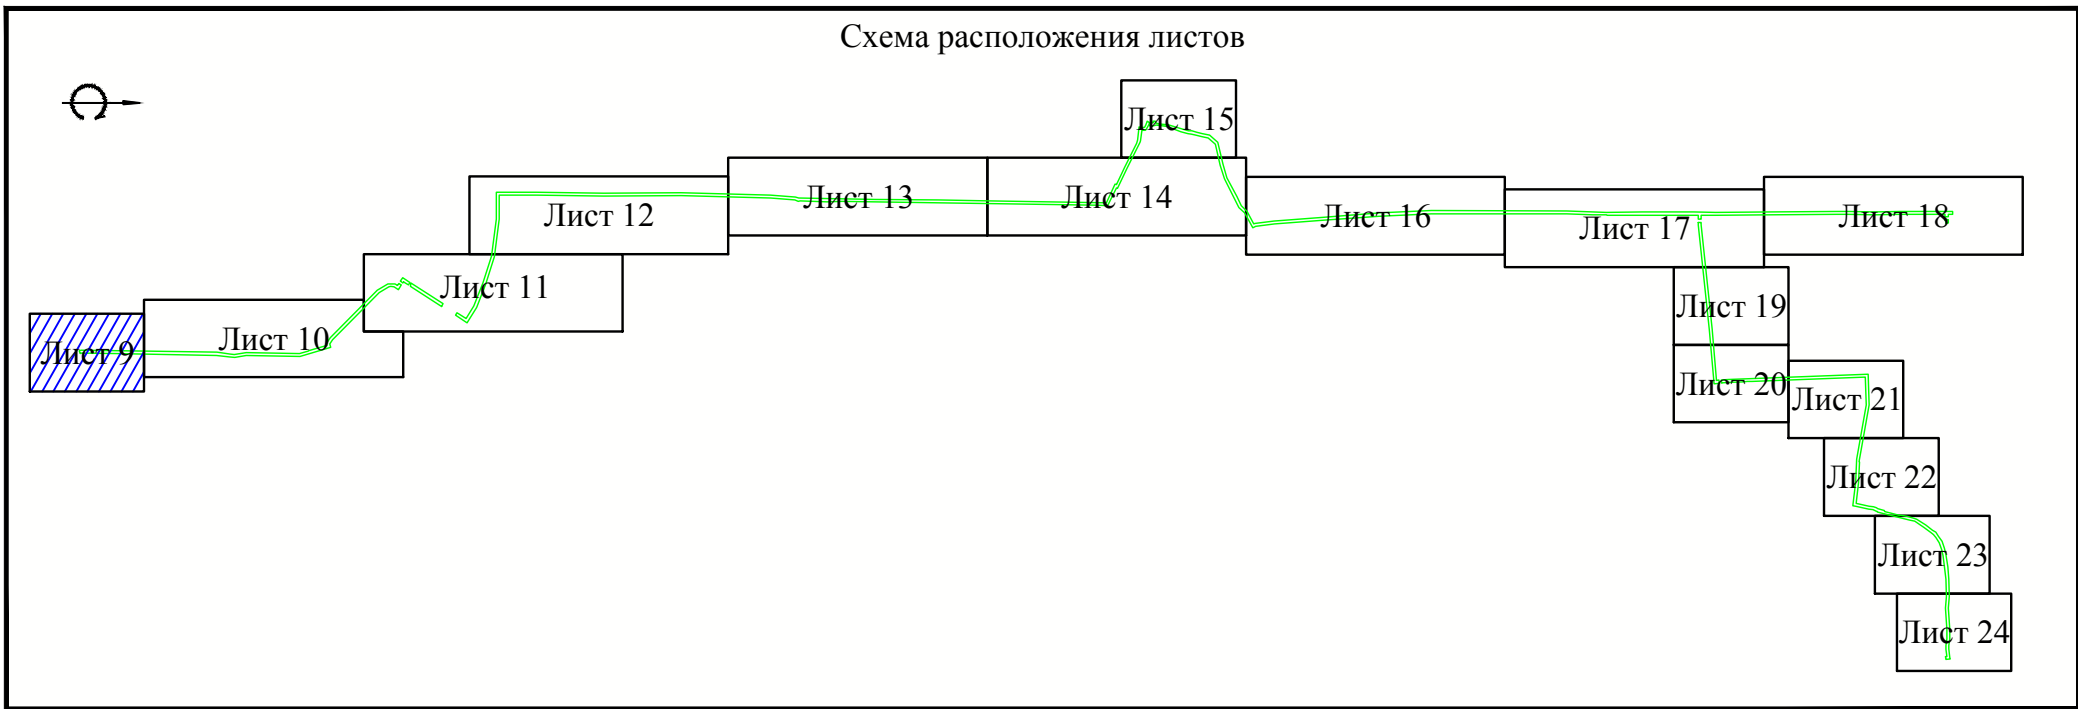 Схема расположения листов
Лист 15
Лист 13
Лист 14
Лист 12
Лист 16
Лист 17
Лист 18
Лист 11
Лист 9
Лист 10
Лист 19
Лист 20
Лист 21
Лист 22
Лист 23
Лист 24